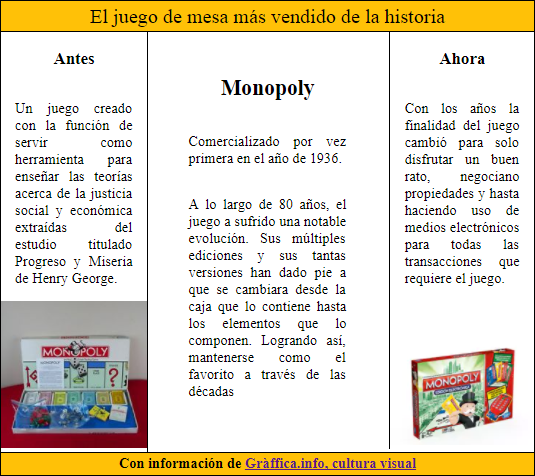 El juego de mesa más vendido de la historia
Antes
Un juego creado
con la función de
servir como
herramienta para
enseñar las teorías
acerca de la justicia
social y económica
extraídas del
estudio titulado
Progreso y Miseria
de Henry George.
MONOPOLY
Monopoly
Comercializado por vez
primera en el año de 1936.
A lo largo de 80 años, el
juego a sufrido una notable
evolución. Sus múltiples
ediciones y sus tantas
versiones han dado pie a
que se cambiara desde la
caja que lo contiene hasta
los elementos que lo
componen. Logrando así,
mantenerse como el
favorito a través de las
décadas
Ahora
Con los años la
finalidad del juego
cambió para solo
disfrutar un buen
rato, negociano
propiedades y hasta
haciendo uso de
medios electrónicos
para todas las
transacciones que
requiere el juego.
MONOPOLY
Con información de Gràffica.info, cultura visual